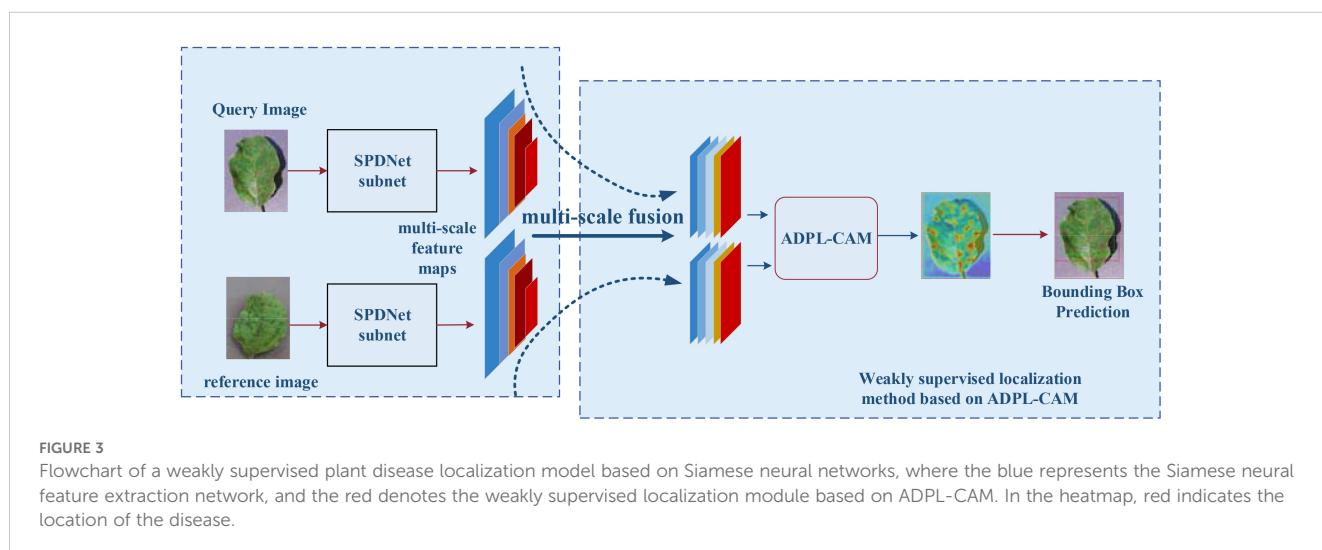 Query Image
SPDNet
subnet
multi-scale
feature
maps
SPDNet
subnet
reference image
multi-scale fusion
ADPL-CAM
Bounding Box
Prediction
Weakly supervised localization
method based on ADPL-CAM
FIGURE 3
Flowchart of a weakly supervised plant disease localization model based on Siamese neural networks, where the blue represents the Siamese neural
feature extraction network, and the red denotes the weakly supervised localization module based on ADPL-CAM. In the heatmap, red indicates the
location of the disease.